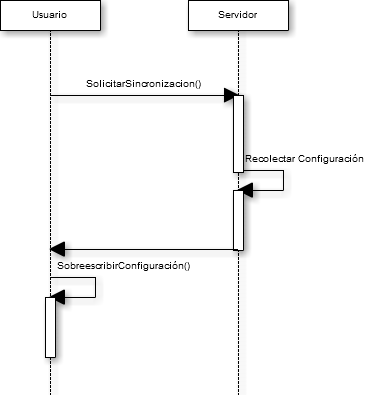 Usuario
Servidor
SolicitarSincronizacion()
Recolectar Configuración
SobreescribirConfiguración()